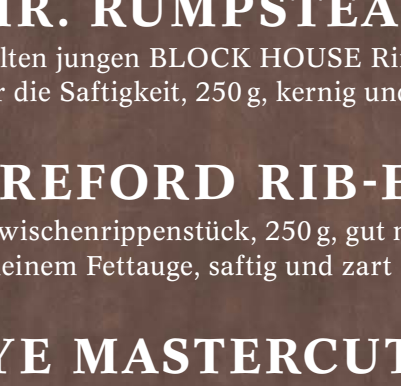 MR. RUMPSTEA
lten jungen BLOCK HOUSE Ri
r die Saftigkeit, 250 g, kernig und
REFORD RIB-E
wischenrippenstück, 250 g, gut m
einem Fettauge, saftig und zart
YE MASTERCUT